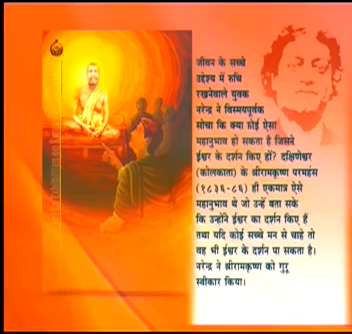 जीवन के सच्चे
उद्देश्य में रुचि
रखनेवाले युवक
नरेन्द्र ने विस्मयपूर्वक
सोचा कि क्या कोई ऐसा
महानुभाव हो सकता है जिसने
ईश्वर के दर्शन किए हों? दक्षिणेश्वर
(कोलकाता) के श्रीरामकृष्ण परमहंस
(१८३६-८६) ही एकमात्र ऐसे
महानुभाव थे जो उन्हें बता सके
कि उन्होंने ईश्वर का दर्शन किए हैं
तथा यदि कोई सच्चे मन से चाहे तो
वह भी ईश्वर के दर्शन पा सकता है।
नरेन्द्र ने श्रीरामकृष्ण को गुरू
स्वीकार किया।